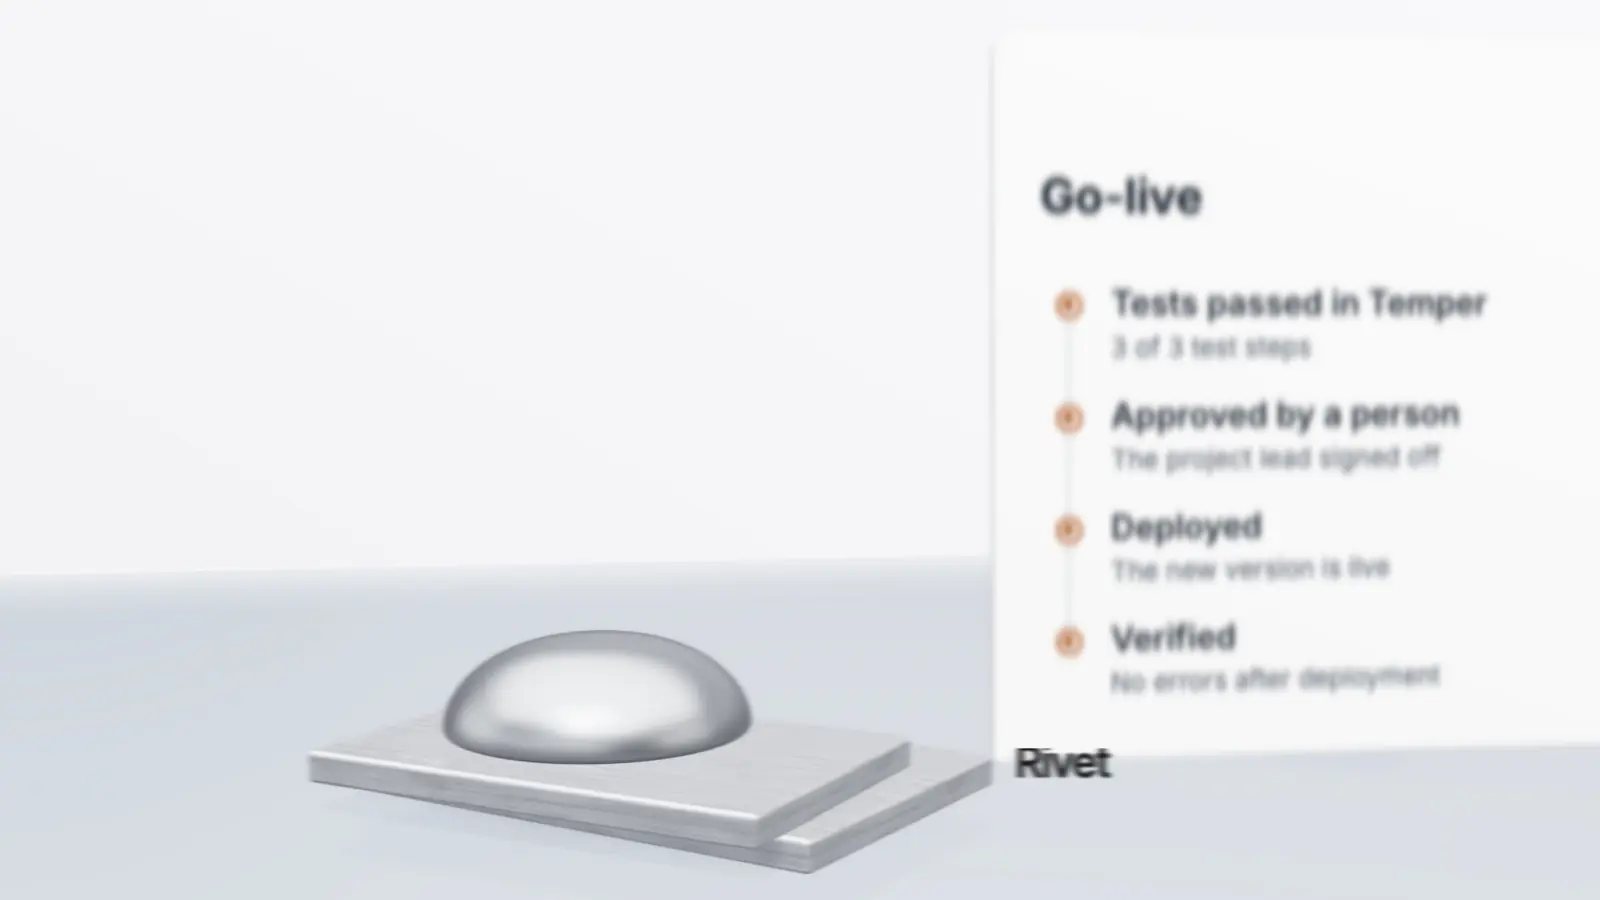 Go-live
Tests passed in Temper
3 of 3 test steps
Approved by a person
The project lead signed off
Deployed
The new version is live
Verified
No errors after deployment
Rivet